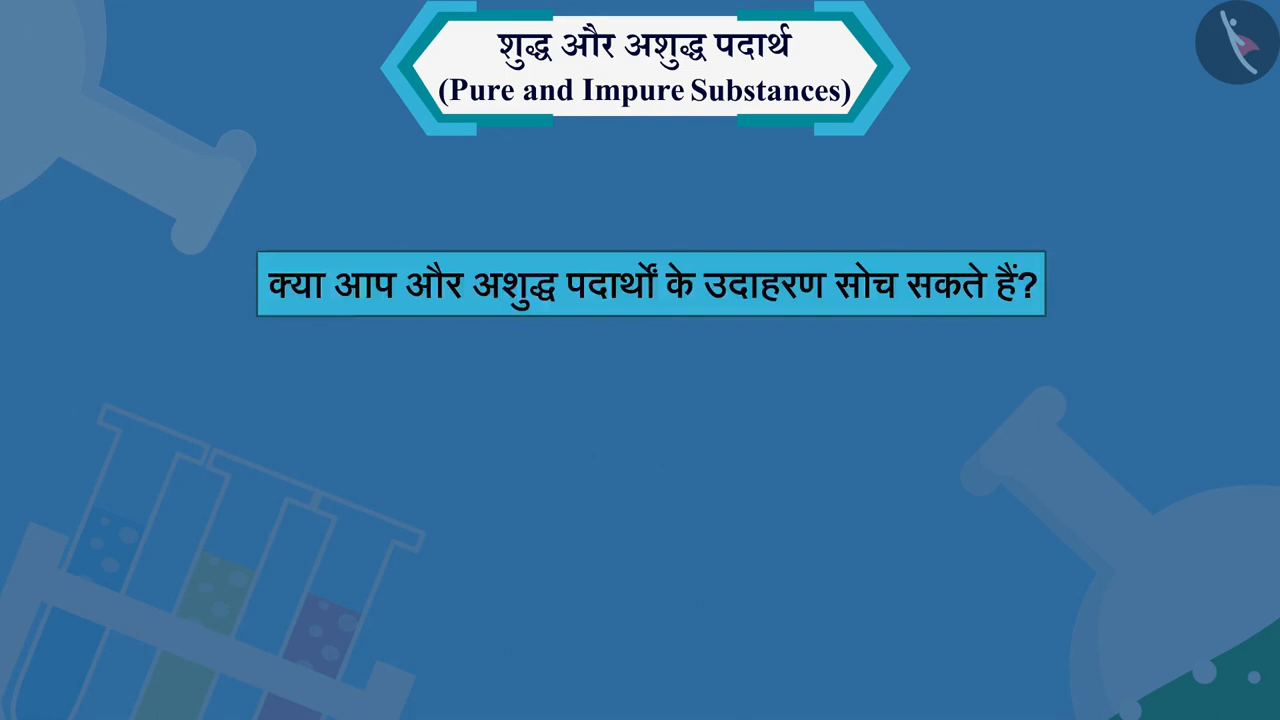 शुद्ध और अशुद्ध पदार्थ
(Pure and Impure Substances)
क्या आप और अशुद्ध पदार्थों के उदाहरण सोच सकते हैं?